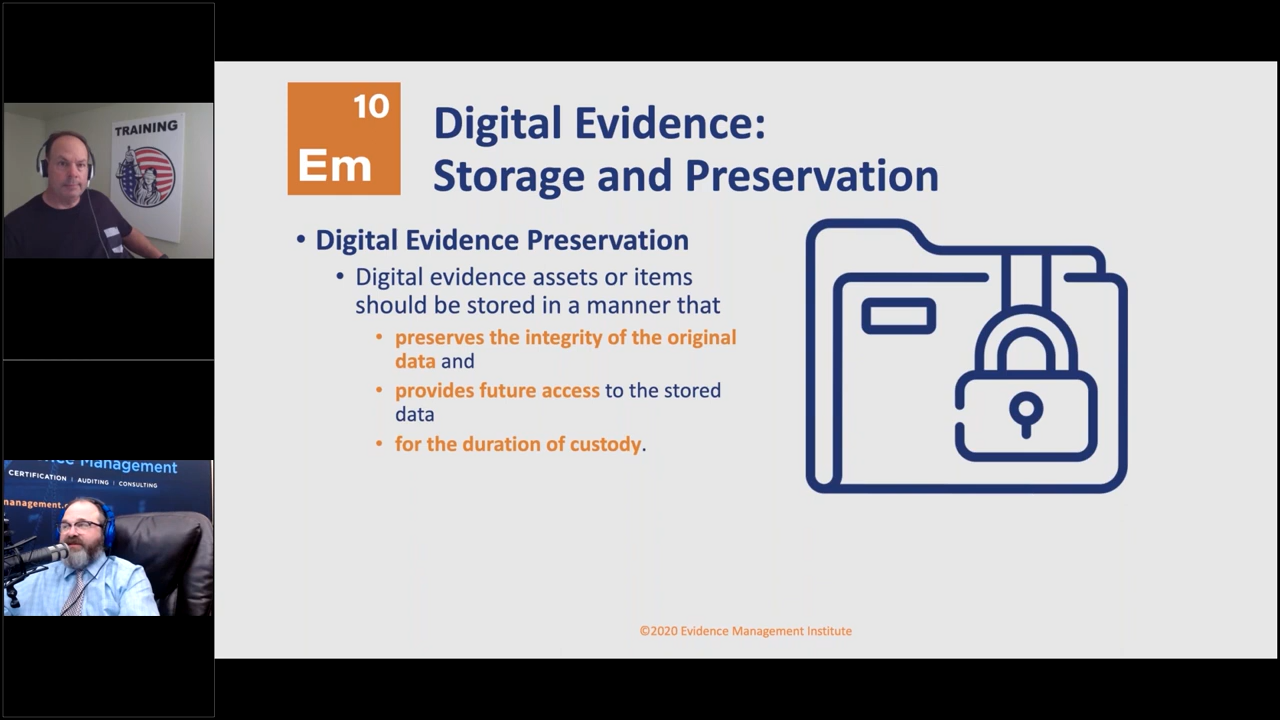 TRAINING
10
Em
Digital Evidence:
Storage and Preservation
• Digital Evidence Preservation
• Digital evidence assets or items
should be stored in a manner that
• preserves the integrity of the original
data and
• provides future access to the stored
data
• for the duration of custody.
©2020 Evidence Management Institute
ence Management
CERTIFICATION | AUDITING | CONSULTING
management.c